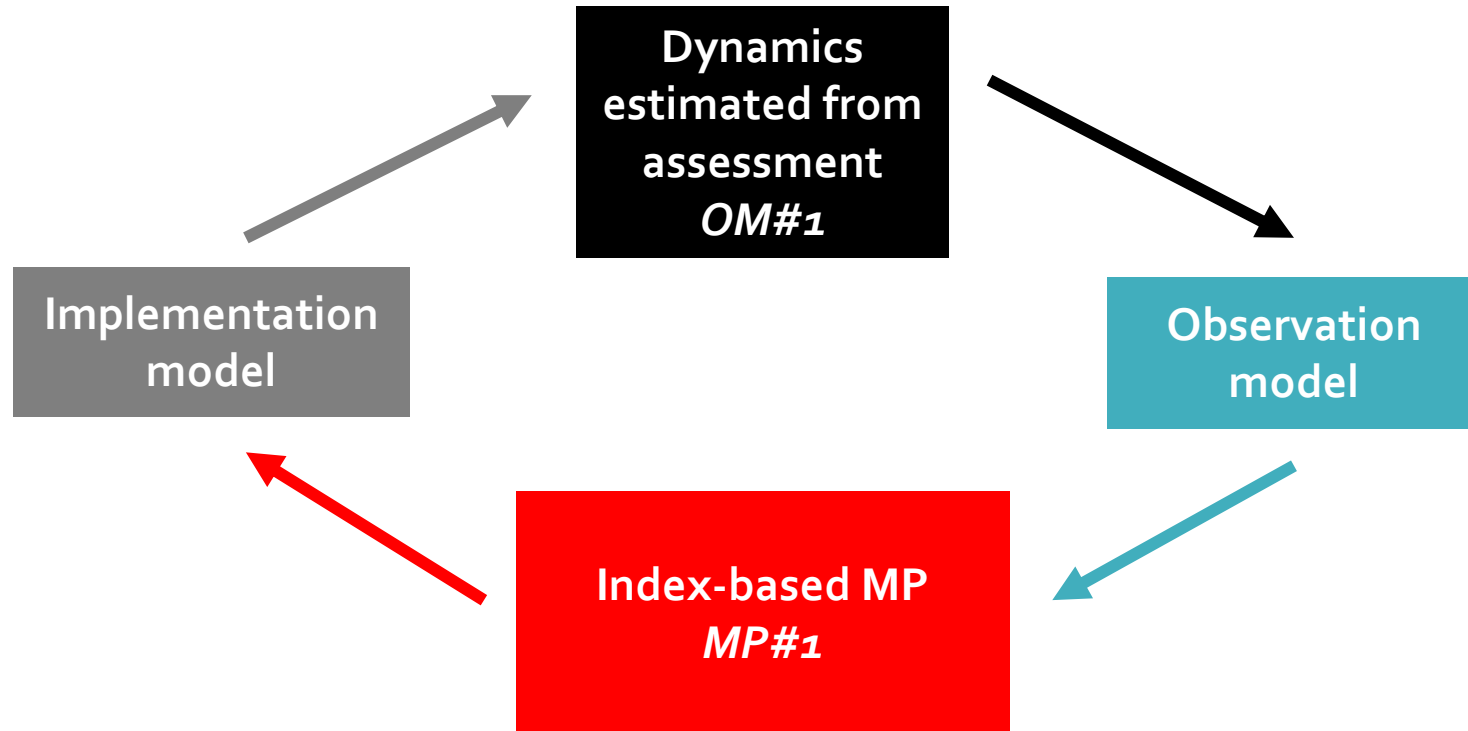 Dynamics
estimated from
assessment
OM#1
Implementation
model
Observation
model
Index-based MP
MP#1